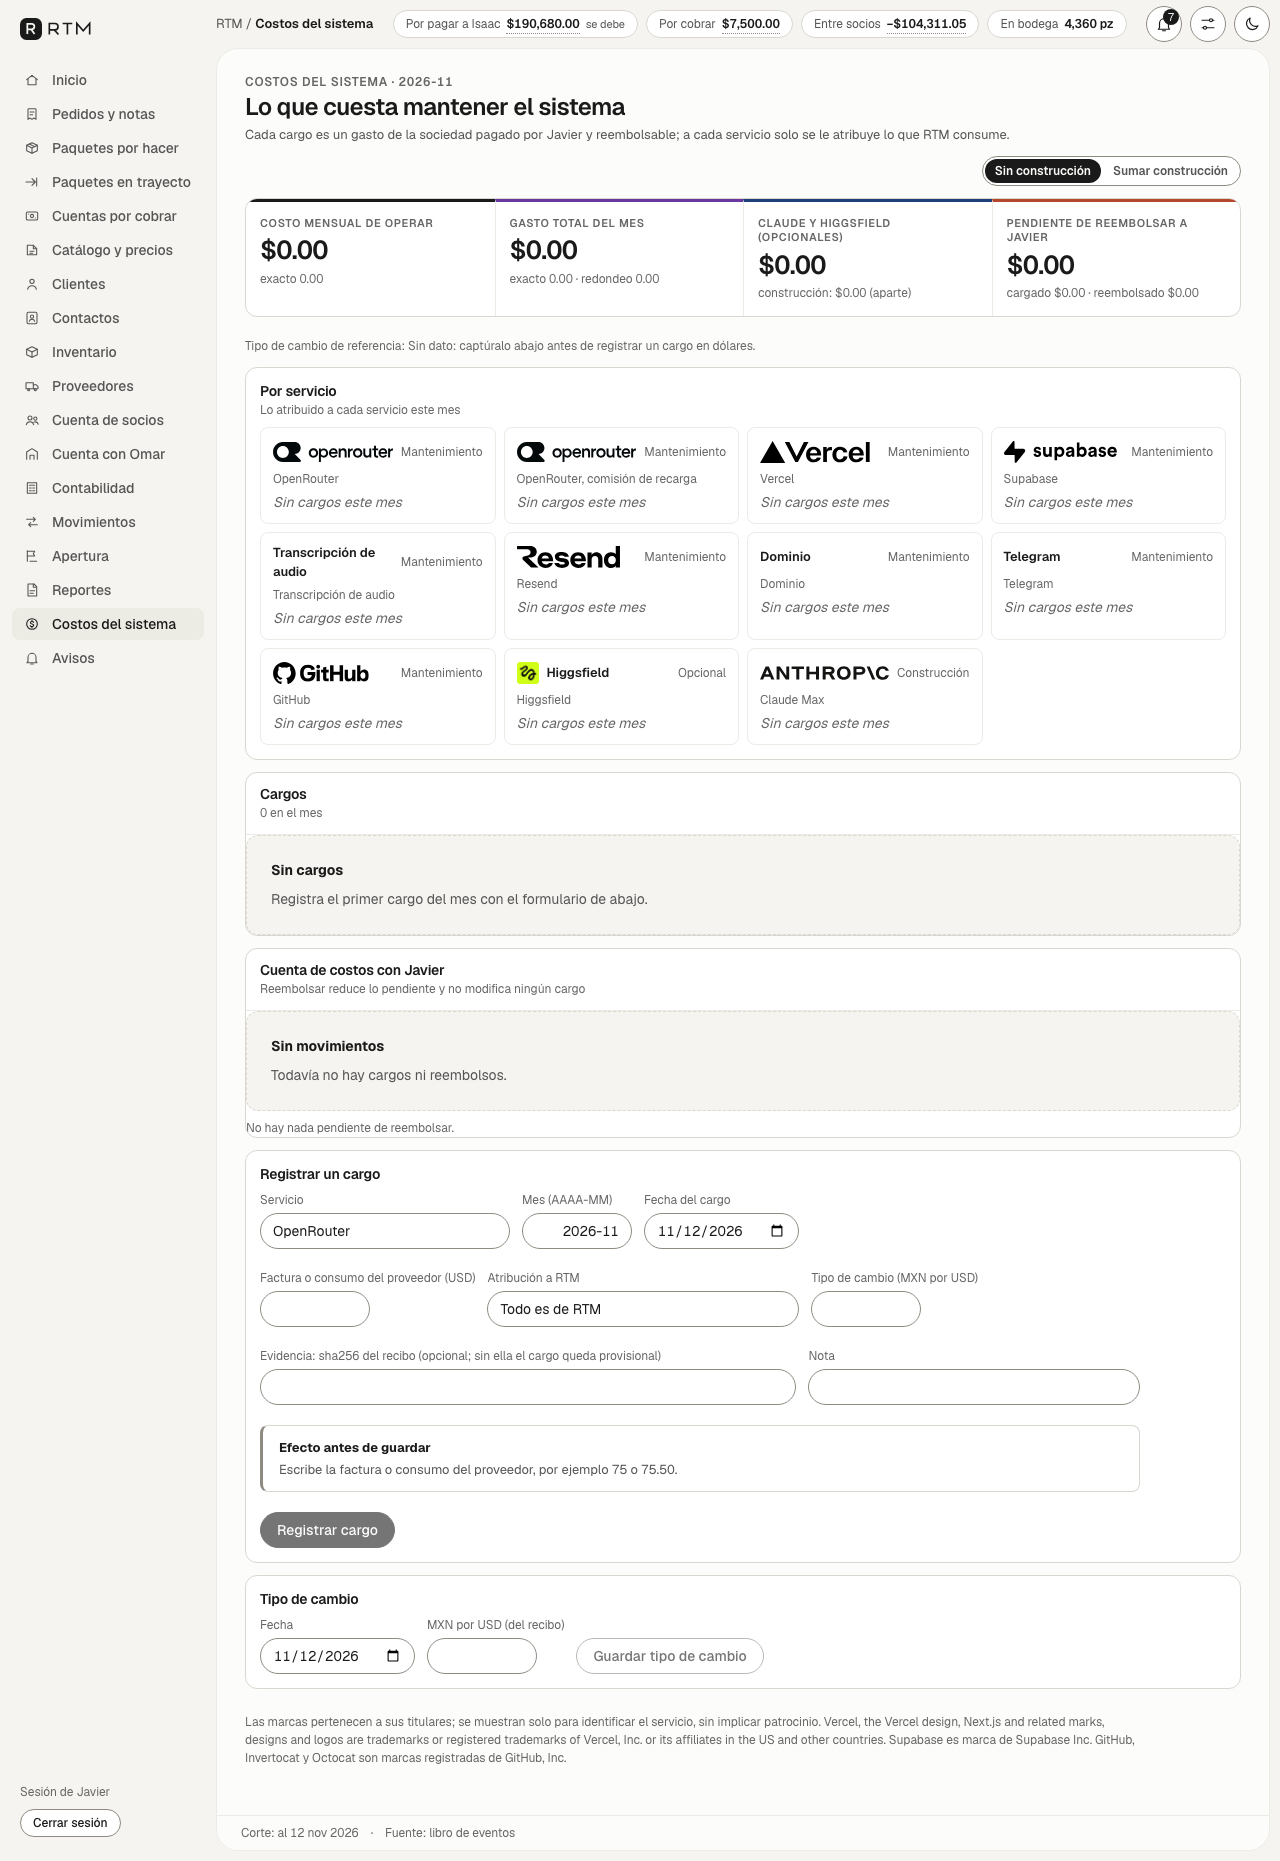 R RTM
RTM / Costos del sistema
Por pagar a Isaac $190,680.00 se debe
Por cobrar $7,500.00
Entre socios −$104,311.05
En bodega 4,360 pz
7
Inicio
Pedidos y notas
Paquetes por hacer
Paquetes en trayecto
Cuentas por cobrar
Catálogo y precios
Clientes
Contactos
Inventario
Proveedores
Cuenta de socios
Cuenta con Omar
Contabilidad
Movimientos
Apertura
Reportes
Costos del sistema
Avisos
Sesión de Javier
Cerrar sesión
COSTOS DEL SISTEMA · 2026-11
Lo que cuesta mantener el sistema
Cada cargo es un gasto de la sociedad pagado por Javier y reembolsable; a cada servicio solo se le atribuye lo que RTM consume.
Sin construcción Sumar construcción
COSTO MENSUAL DE OPERAR
$0.00
exacto 0.00
GASTO TOTAL DEL MES
$0.00
exacto 0.00 · redondeo 0.00
CLAUDE Y HIGGSFIELD
(OPCIONALES)
$0.00
construcción: $0.00 (aparte)
PENDIENTE DE REEMBOLSAR A
JAVIER
$0.00
cargado $0.00 · reembolsado $0.00
Tipo de cambio de referencia: Sin dato: captúralo abajo antes de registrar un cargo en dólares.
Por servicio
Lo atribuido a cada servicio este mes
openrouter Mantenimiento
OpenRouter
Sin cargos este mes
openrouter Mantenimiento
OpenRouter, comisión de recarga
Sin cargos este mes
Vercel Mantenimiento
Vercel
Sin cargos este mes
supabase Mantenimiento
Supabase
Sin cargos este mes
Transcripción de
audio
Mantenimiento
Transcripción de audio
Sin cargos este mes
Resend Mantenimiento
Resend
Sin cargos este mes
Dominio Mantenimiento
Dominio
Sin cargos este mes
Telegram Mantenimiento
Telegram
Sin cargos este mes
GitHub Mantenimiento
GitHub
Sin cargos este mes
Higgsfield Opcional
Higgsfield
Sin cargos este mes
ANTHROP\C Construcción
Claude Max
Sin cargos este mes
Cargos
0 en el mes
Sin cargos
Registra el primer cargo del mes con el formulario de abajo.
Cuenta de costos con Javier
Reembolsar reduce lo pendiente y no modifica ningún cargo
Sin movimientos
Todavía no hay cargos ni reembolsos.
No hay nada pendiente de reembolsar.
Registrar un cargo
Servicio Mes (AAAA-MM) Fecha del cargo
OpenRouter 2026-11 11/12/2026
Factura o consumo del proveedor (USD) Atribución a RTM Tipo de cambio (MXN por USD)
Todo es de RTM
Evidencia: sha256 del recibo (opcional; sin ella el cargo queda provisional) Nota
Efecto antes de guardar
Escribe la factura o consumo del proveedor, por ejemplo 75 o 75.50.
Registrar cargo
Tipo de cambio
Fecha MXN por USD (del recibo)
11/12/2026 Guardar tipo de cambio
Las marcas pertenecen a sus titulares; se muestran solo para identificar el servicio, sin implicar patrocinio. Vercel, the Vercel design, Next.js and related marks,
designs and logos are trademarks or registered trademarks of Vercel, Inc. or its affiliates in the US and other countries. Supabase es marca de Supabase Inc. GitHub,
Invertocat y Octocat son marcas registradas de GitHub, Inc.
Corte: al 12 nov 2026 · Fuente: libro de eventos